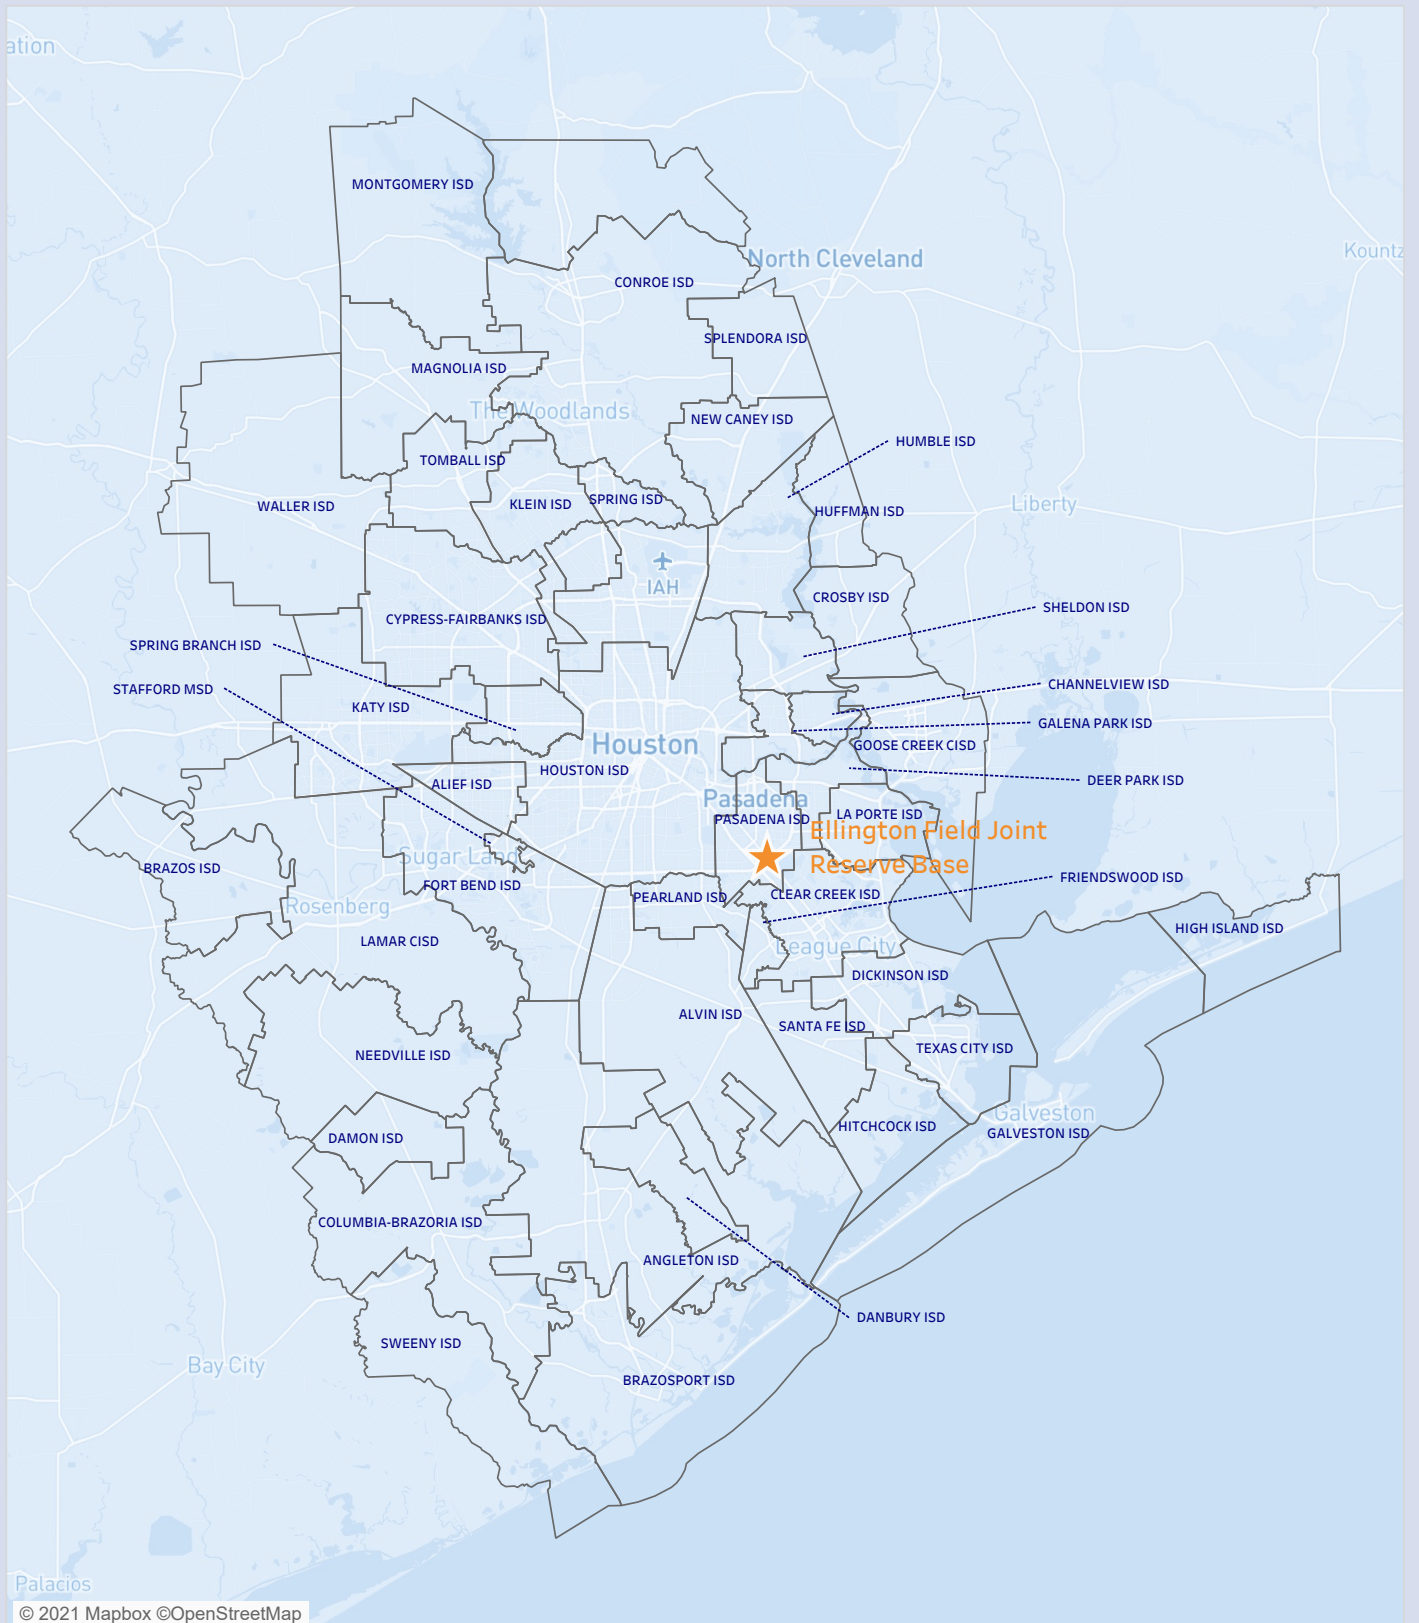 ation
MONTGOMERY ISD
North Cleveland
Kountz
CONROE ISD
SPLENDORA ISD
MAGNOLIA ISD
The Woodlands
NEW CANEY ISD
HUMBLE ISD
TOMBALL ISD
WALLER ISD
KLEIN ISD
SPRING ISD
HUFFMAN ISD
Liberty
IAH
CROSBY ISD
SHELDON ISD
CYPRESS-FAIRBANKS ISD
SPRING BRANCH ISD
STAFFORD MSD
CHANNELVIEW ISD
KATY ISD
GALENA PARK ISD
Houston
GOOSE CREEK CISD
HOUSTON ISD
DEER PARK ISD
ALIEF ISD
Pasadena
PASADENA ISD
LA PORTE ISD
Ellington Field Joint
Reserve Base
Sugar Land
BRAZOS ISD
FRIENDSWOOD ISD
FORT BEND ISD
PEARLAND ISD
CLEAR CREEK ISD
Rosenberg
HIGH ISLAND ISD
LAMAR CISD
League City
DICKINSON ISD
ALVIN ISD
SANTA FE ISD
TEXAS CITY ISD
NEEDVILLE ISD
Galveston
HITCHCOCK ISD
GALVESTON ISD
DAMON ISD
COLUMBIA-BRAZORIA ISD
ANGLETON ISD
DANBURY ISD
SWEENY ISD
Bay City
BRAZOSPORT ISD
Palacios
© 2021 Mapbox ©OpenStreetMap